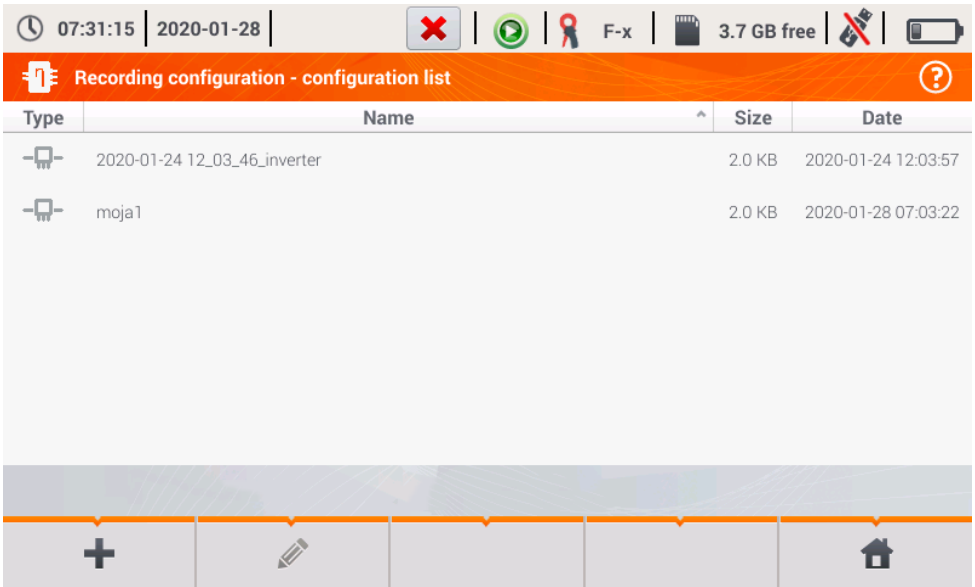 07:31:15 2020-01-28 F-x 3.7 GB free
η Recording configuration - configuration list ?
Type Name Size Date
2020-01-24 12_03_46_inverter 2.0 KB 2020-01-24 12:03:57
moja1 2.0 KB 2020-01-28 07:03:22